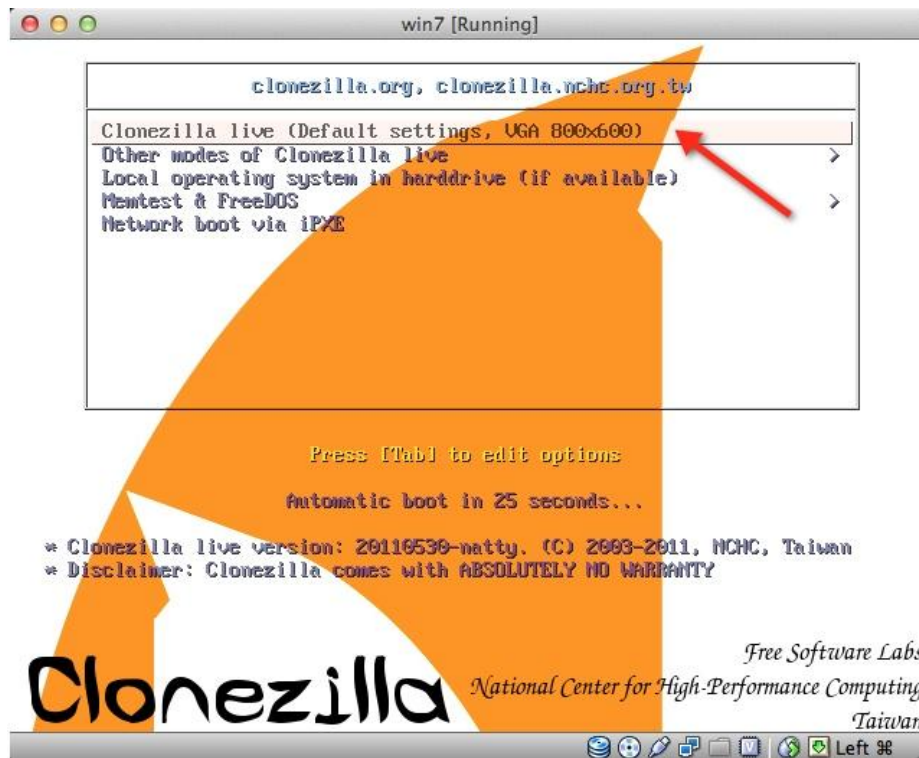 win7 [Running]
clonezilla.org, clonezilla.nchc.org.tw
Clonezilla live (Default settings, VGA 800x600)
Other modes of Clonezilla live >
Local operating system in harddrive (if available)
Memtest & FreeDOS >
Network boot via iPXE
Press [Tab] to edit options
Automatic boot in 25 seconds...
* Clonezilla live version: 20110530-natty. (C) 2003-2011, NCHC, Taiwan
* Disclaimer: Clonezilla comes with ABSOLUTELY NO WARRANTY
Clonezilla
Free Software Labs
National Center for High-Performance Computing
Taiwan
Left ⌘